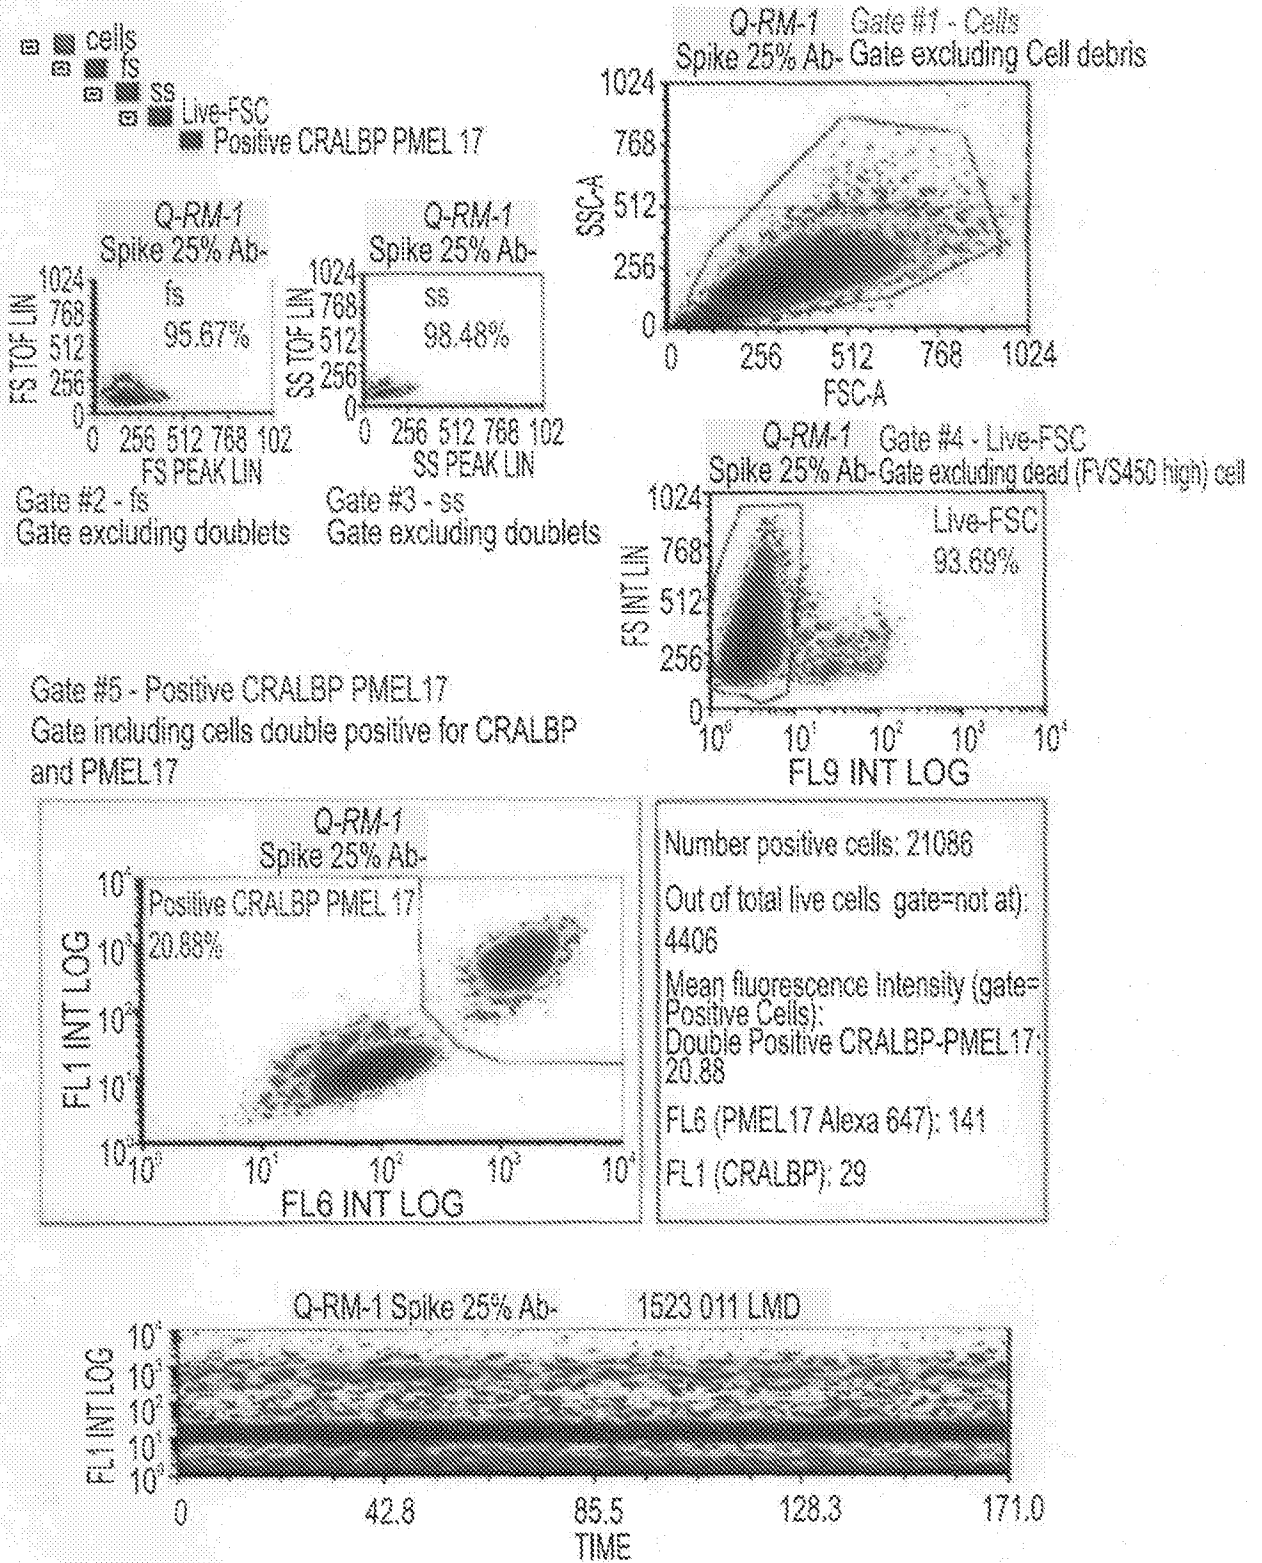 cells
fs
ss
Live-FSC
Positive CRALBP PMEL 17
Q-RM-1 Gate #1 - Cells
Spike 25% Ab- Gate excluding Cell debris
1024
768
512
256
0
SSC-A
0 256 512 768 1024
FSC-A
Q-RM-1
Spike 25% Ab-
fs
95.67%
1024
768
512
256
0
FS TOF LIN
0 256 512 768 102
FS PEAK LIN
Gate #2 - fs
Gate excluding doublets
Q-RM-1
Spike 25% Ab-
ss
98.48%
1024
768
512
256
0
SS TOF LIN
0 256 512 768 102
SS PEAK LIN
Gate #3 - ss
Gate excluding doublets
Q-RM-1 Gate #4 - Live-FSC
Spike 25% Ab- Gate excluding dead (FVS450 high) cell
Live-FSC
93.69%
1024
768
512
256
0
FS INT LIN
10⁰ 10¹ 10² 10³ 10⁴
FL9 INT LOG
Gate #5 - Positive CRALBP PMEL17
Gate including cells double positive for CRALBP
and PMEL17
Q-RM-1
Spike 25% Ab-
Positive CRALBP PMEL 17
20.88%
10⁴
10³
10²
10¹
10⁰
FL1 INT LOG
10⁰ 10¹ 10² 10³ 10⁴
FL6 INT LOG
Number positive cells: 21086
Out of total live cells gate=not at):
4406
Mean fluorescence Intensity (gate=
Positive Cells):
Double Positive CRALBP-PMEL17:
20.88
FL6 (PMEL17 Alexa 647): 141
FL1 (CRALBP): 29
Q-RM-1 Spike 25% Ab- 1523 011 LMD
10⁴
10³
10²
10¹
10⁰
FL1 INT LOG
0 42.8 85.5 128.3 171.0
TIME